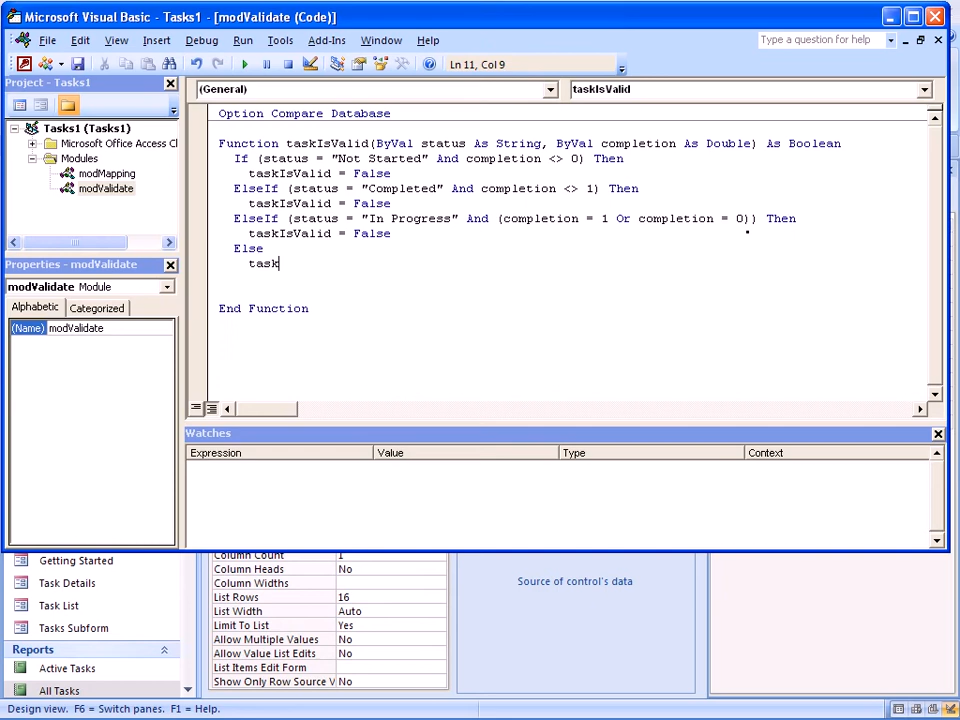 Microsoft Visual Basic - Tasks1 - [modValidate (Code)]
File Edit View Insert Debug Run Tools Add-Ins Window Help
Type a question for help
Ln 11, Col 9
Project - Tasks1
(General)
taskIsValid
Tasks1 (Tasks1)
Microsoft Office Access Cl
Modules
modMapping
modValidate
Option Compare Database
Function taskIsValid(ByVal status As String, ByVal completion As Double) As Boolean
If (status = "Not Started" And completion <> 0) Then
taskIsValid = False
ElseIf (status = "Completed" And completion <> 1) Then
taskIsValid = False
ElseIf (status = "In Progress" And (completion = 1 Or completion = 0)) Then
taskIsValid = False
Else
task
End Function
Properties - modValidate
modValidate Module
Alphabetic Categorized
(Name) modValidate
Watches
Expression Value Type Context
Getting Started
Task Details
Task List
Tasks Subform
Reports
Active Tasks
All Tasks
Column Count 1
Column Heads No
Column Widths
List Rows 16
List Width Auto
Limit To List Yes
Allow Multiple Values No
Allow Value List Edits No
List Items Edit Form
Show Only Row Source V No
Source of control's data
Design view. F6 = Switch panes. F1 = Help.